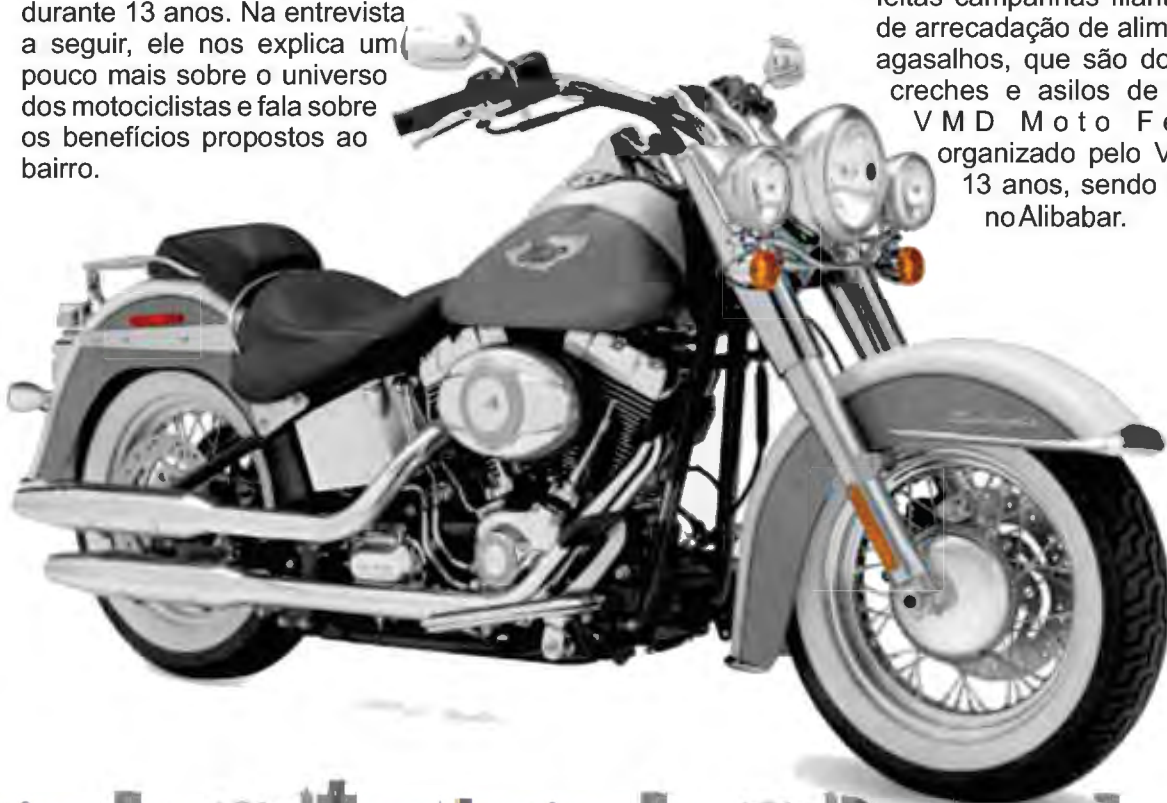 durante 13 anos. Na entrevista
a seguir, ele nos explica um
pouco mais sobre o universo
dos motociclistas e fala sobre
os benefícios propostos ao
bairro.
de arrecadação de
agasalhos, que são
creches e asilos de
VMD Moto
organizado pelo
13 anos, sendo
no Alibabar.